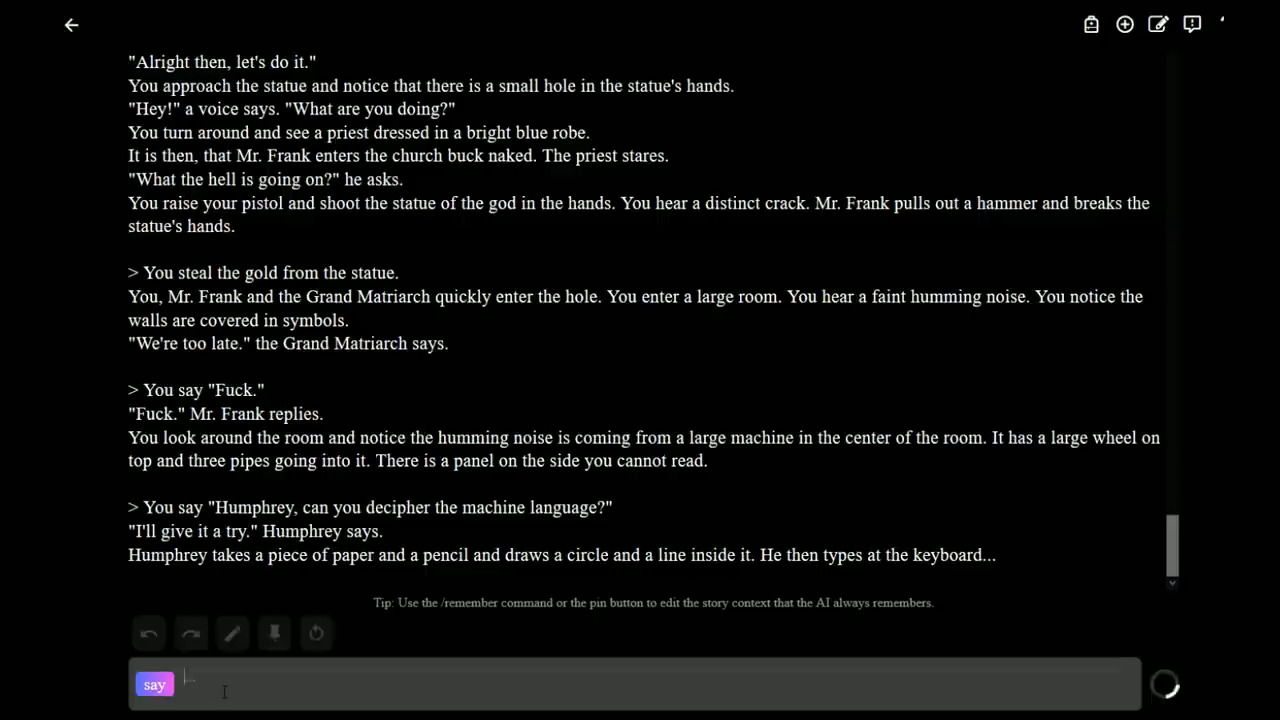 "Alright then, let's do it."
You approach the statue and notice that there is a small hole in the statue's hands.
"Hey!" a voice says. "What are you doing?"
You turn around and see a priest dressed in a bright blue robe.
It is then, that Mr. Frank enters the church buck naked. The priest stares.
"What the hell is going on?" he asks.
You raise your pistol and shoot the statue of the god in the hands. You hear a distinct crack. Mr. Frank pulls out a hammer and breaks the
statue's hands.
> You steal the gold from the statue.
You, Mr. Frank and the Grand Matriarch quickly enter the hole. You enter a large room. You hear a faint humming noise. You notice the
walls are covered in symbols.
"We're too late." the Grand Matriarch says.
> You say "Fuck."
"Fuck." Mr. Frank replies.
You look around the room and notice the humming noise is coming from a large machine in the center of the room. It has a large wheel on
top and three pipes going into it. There is a panel on the side you cannot read.
> You say "Humphrey, can you decipher the machine language?"
"I'll give it a try." Humphrey says.
Humphrey takes a piece of paper and a pencil and draws a circle and a line inside it. He then types at the keyboard...
Tip: Use the /remember command or the pin button to edit the story context that the AI always remembers.
say